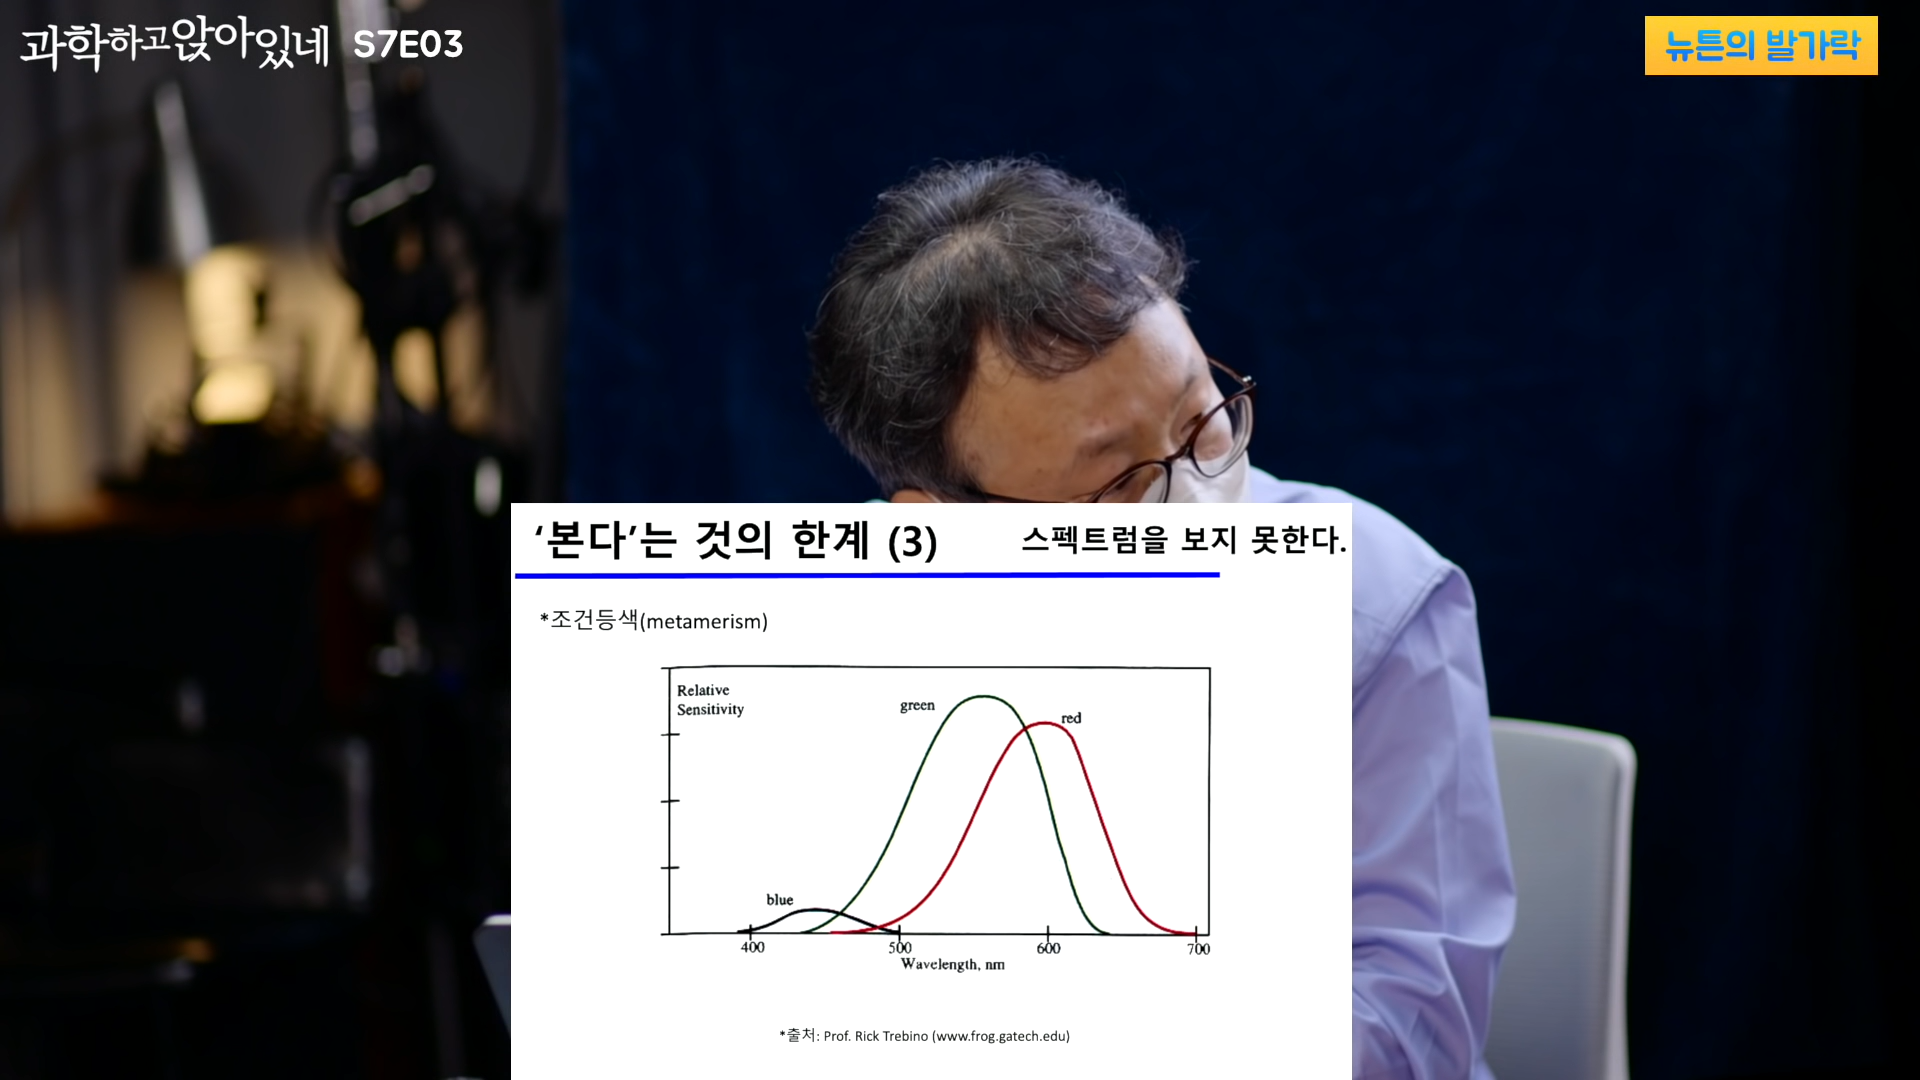 과학하고앉아있네 S7E03
뉴튼의 발가락
‘본다’는 것의 한계 (3)
스펙트럼을 보지 못한다.
*조건등색(metamerism)
Relative
Sensitivity
green
red
blue
400
500
600
700
Wavelength, nm
*출처: Prof. Rick Trebino (www.frog.gatech.edu)